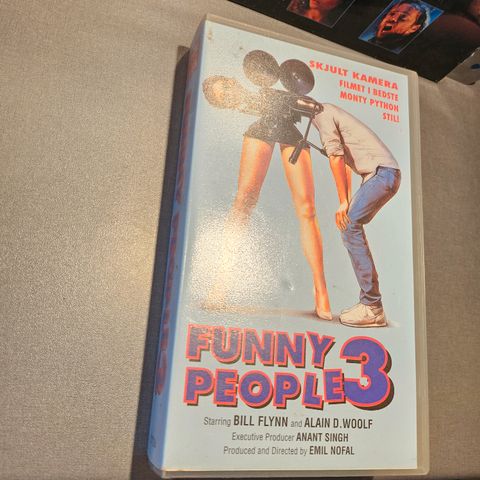 SKJULT KAMERA
FILMET I BEDSTE
MONTY PYTHON
STIL!
FUNNY
PEOPLE 3
Starring BILL FLYNN and ALAIN D.WOOLF
Executive Producer ANANT SINGH
Produced and Directed by EMIL NOFAL